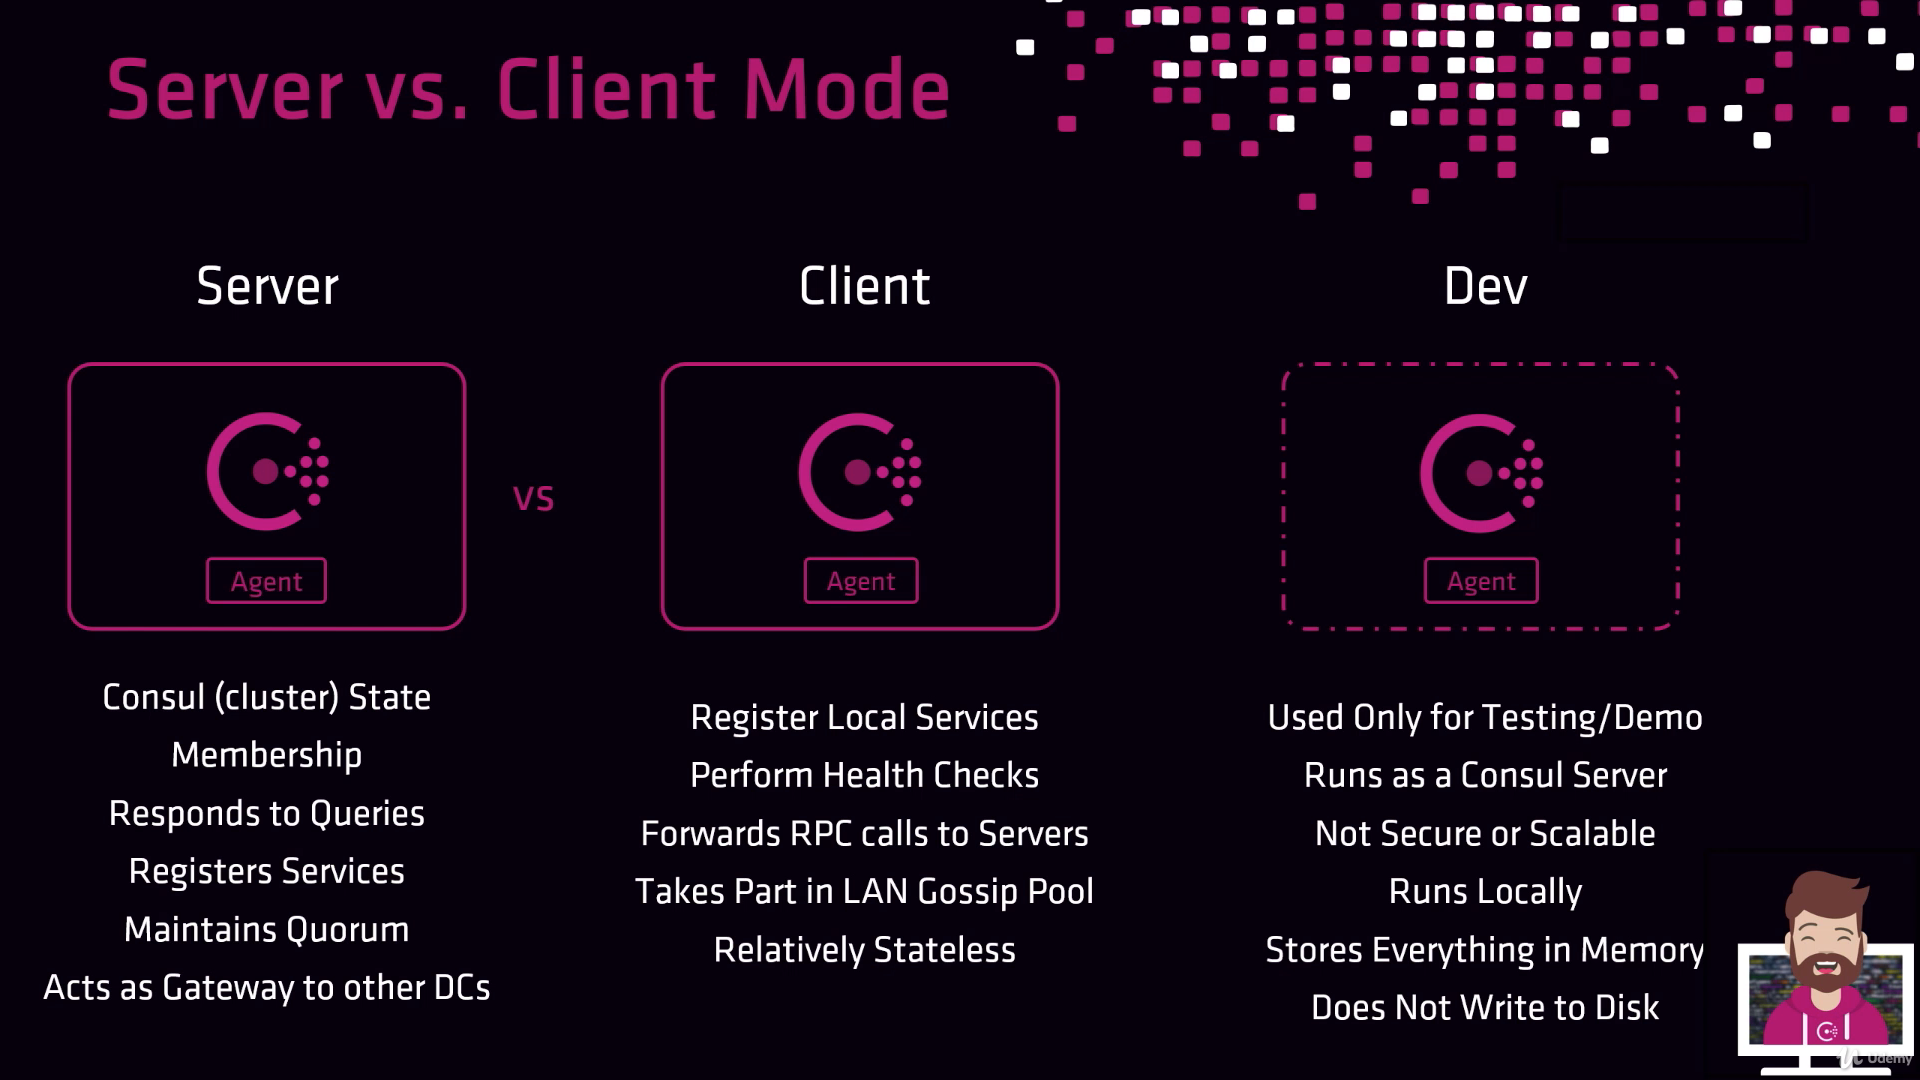 Server vs. Client Mode
Server
Client
Dev
vs
Agent
Agent
Agent
Consul (cluster) State
Membership
Responds to Queries
Registers Services
Maintains Quorum
Acts as Gateway to other DCs
Register Local Services
Perform Health Checks
Forwards RPC calls to Servers
Takes Part in LAN Gossip Pool
Relatively Stateless
Used Only for Testing/Demo
Runs as a Consul Server
Not Secure or Scalable
Runs Locally
Stores Everything in Memory
Does Not Write to Disk
Udemy